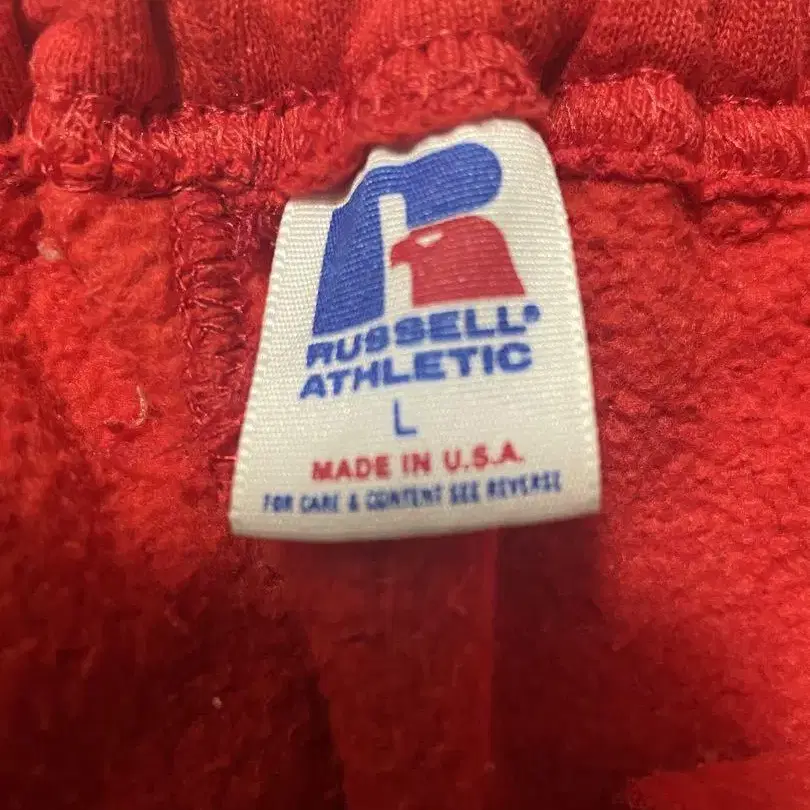 R
RUSSELL®
ATHLETIC
L
MADE IN U.S.A.
FOR CARE & CONTENT SEE REVERSE